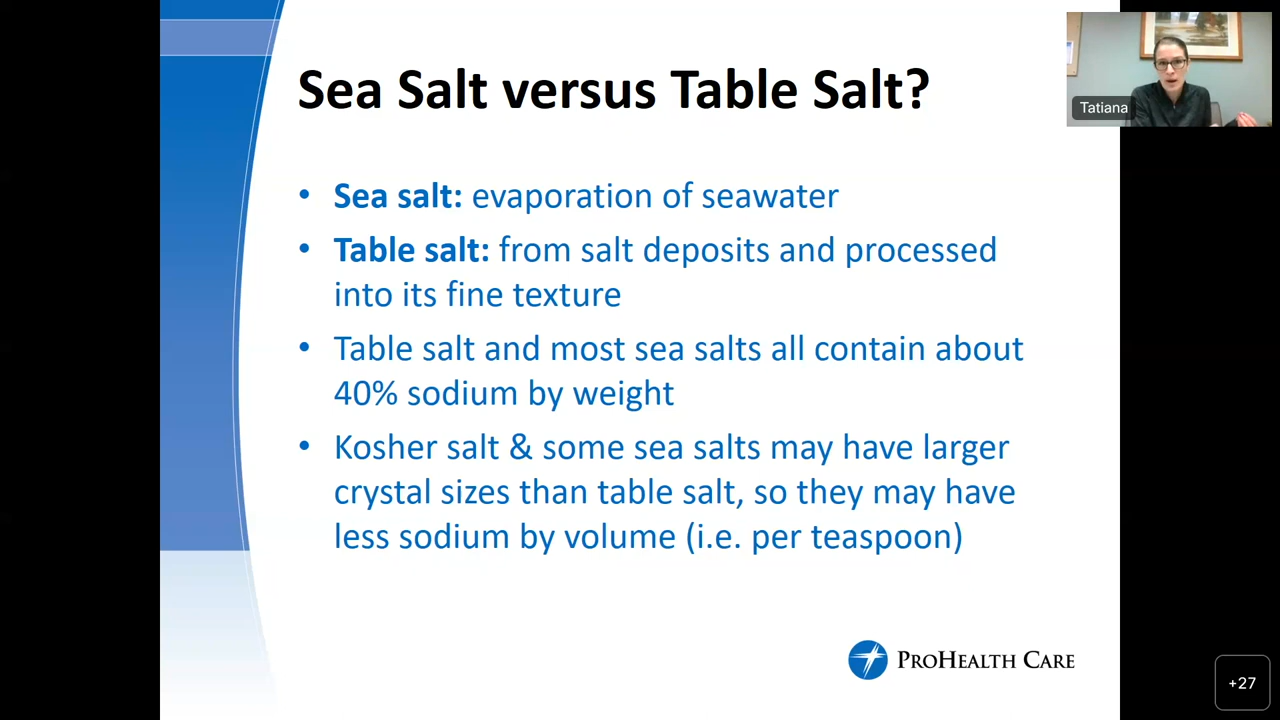 Sea Salt versus Table Salt?
Tatiana
• Sea salt: evaporation of seawater
• Table salt: from salt deposits and processed
into its fine texture
• Table salt and most sea salts all contain about
40% sodium by weight
• Kosher salt & some sea salts may have larger
crystal sizes than table salt, so they may have
less sodium by volume (i.e. per teaspoon)
PROHEALTH CARE
+27